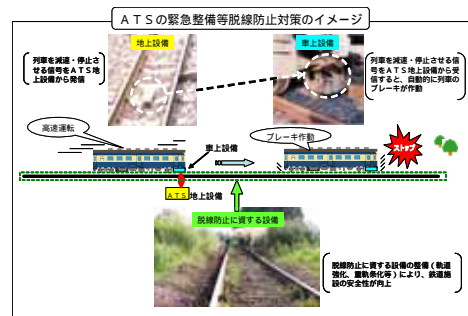 ＡＴＳの緊急整備等脱線防止対策のイメージ
地上設備
車上設備
列車を減速・停止さ
せる信号をＡＴＳ地
上設備から発信
列車を減速・停止させる信
号をＡＴＳ地上設備から受
信すると、自動的に列車の
ブレーキが作動
高速運転
車上設備
ブレーキ作動
ストップ
ＡＴＳ地上設備
脱線防止に資する設備
脱線防止に資する設備の整備（軌道
強化、重軌条化等）により、鉄道施
設の安全性が向上